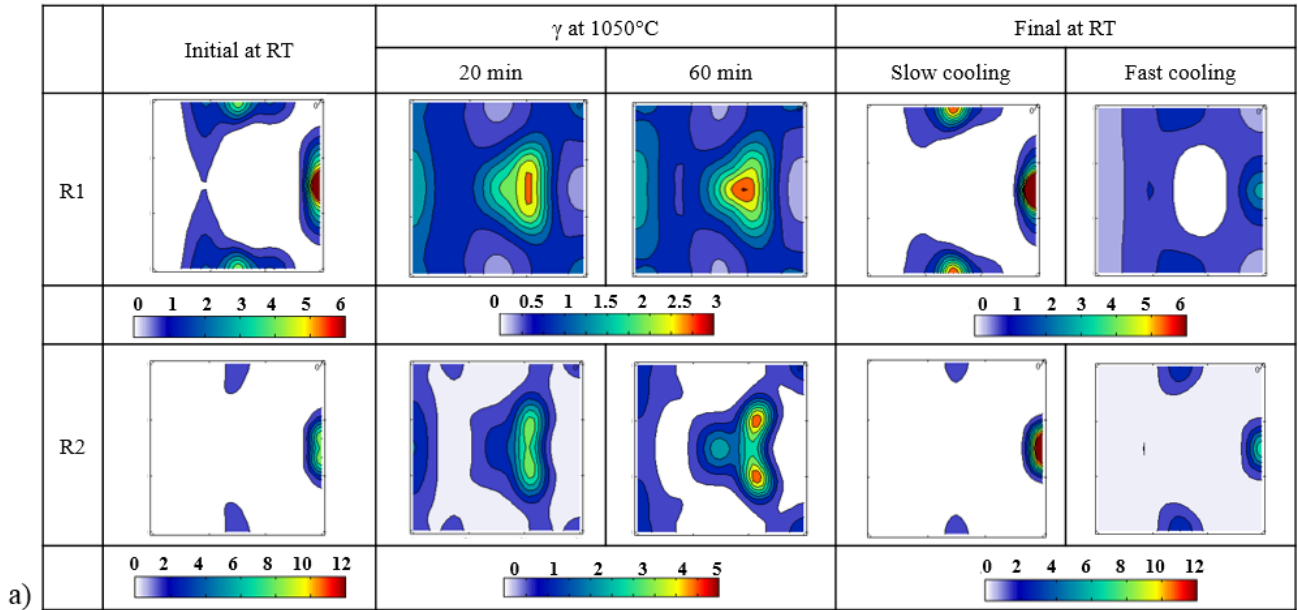 Initial at RT
γ at 1050°C
Final at RT
20 min
60 min
Slow cooling
Fast cooling
R1
0 1 2 3 4 5 6
0 0.5 1 1.5 2 2.5 3
0 1 2 3 4 5 6
R2
0 2 4 6 8 10 12
0 1 2 3 4 5
0 2 4 6 8 10 12
a)